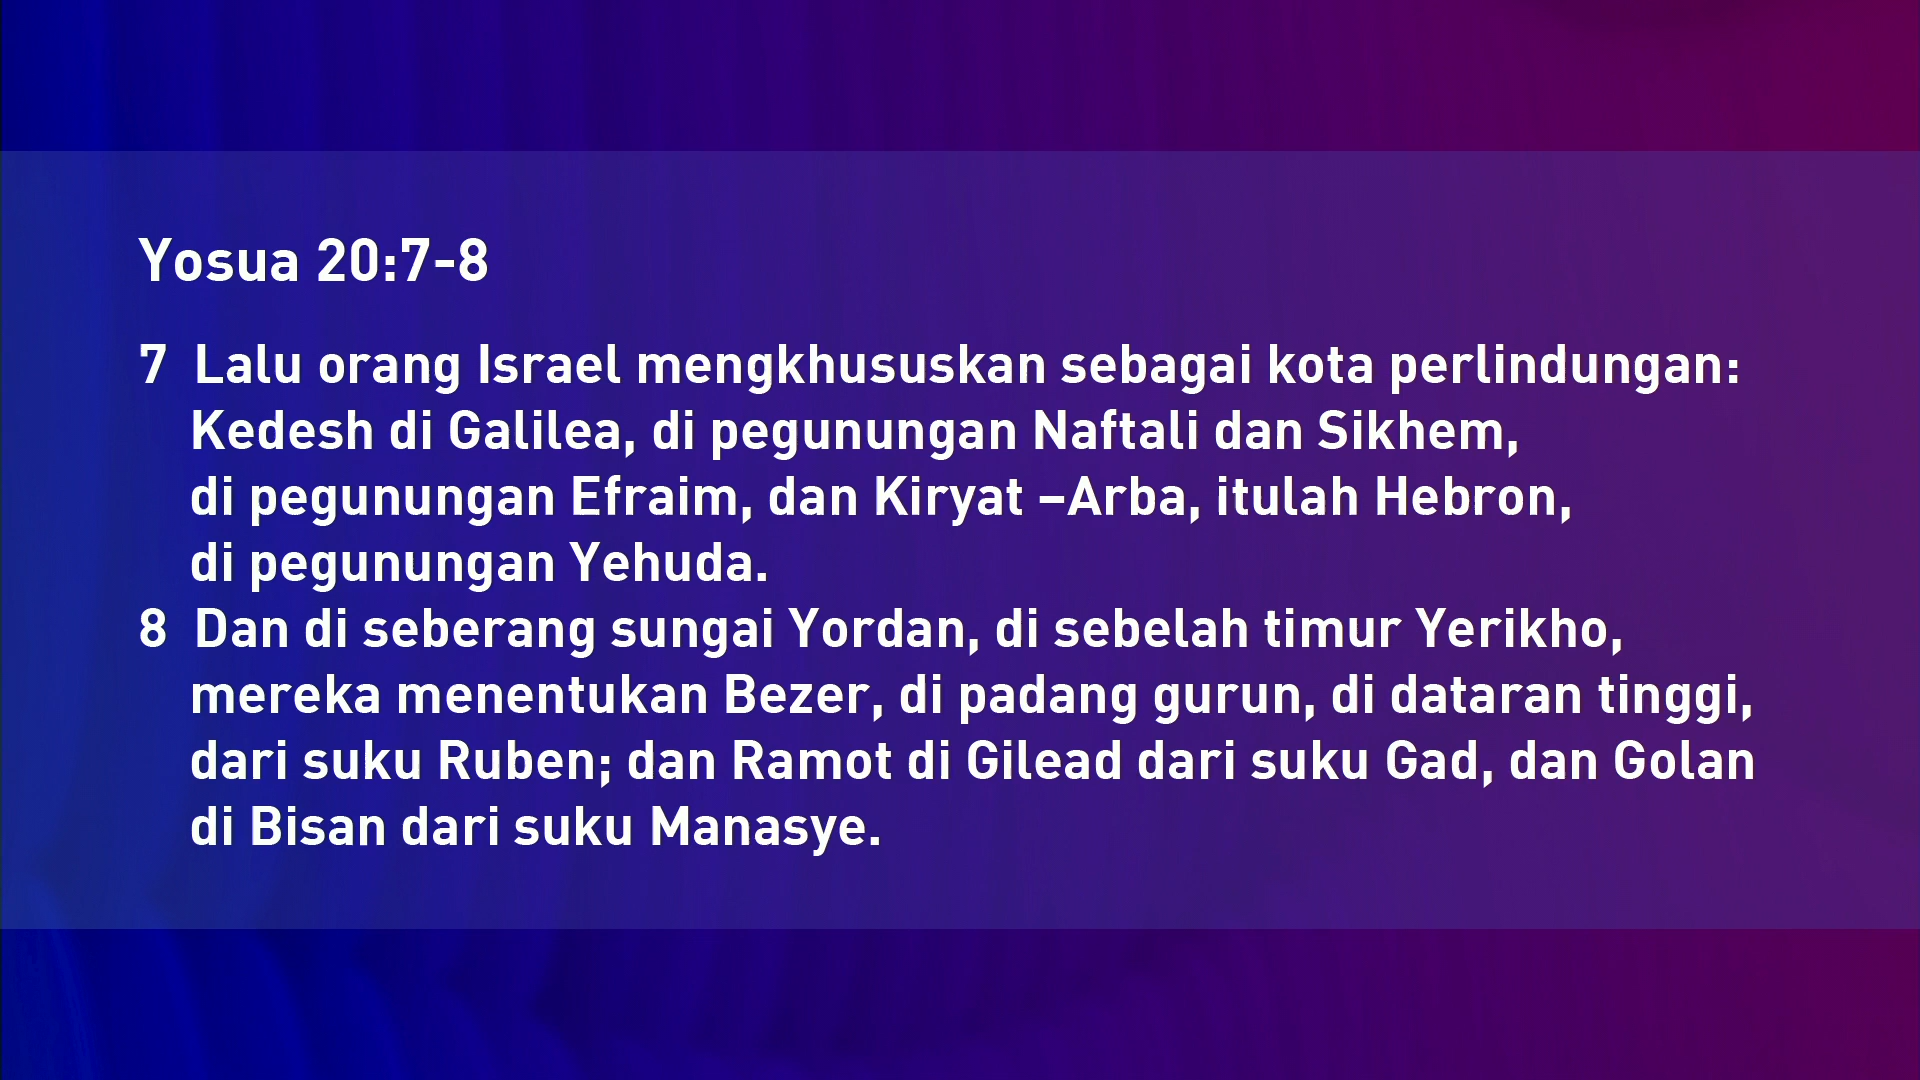 Yosua 20:7-8
7 Lalu orang Israel mengkhususkan sebagai kota perlindungan:
Kedesh di Galilea, di pegunungan Naftali dan Sikhem,
di pegunungan Efraim, dan Kiryat –Arba, itulah Hebron,
di pegunungan Yehuda.
8 Dan di seberang sungai Yordan, di sebelah timur Yerikho,
mereka menentukan Bezer, di padang gurun, di dataran tinggi,
dari suku Ruben; dan Ramot di Gilead dari suku Gad, dan Golan
di Bisan dari suku Manasye.